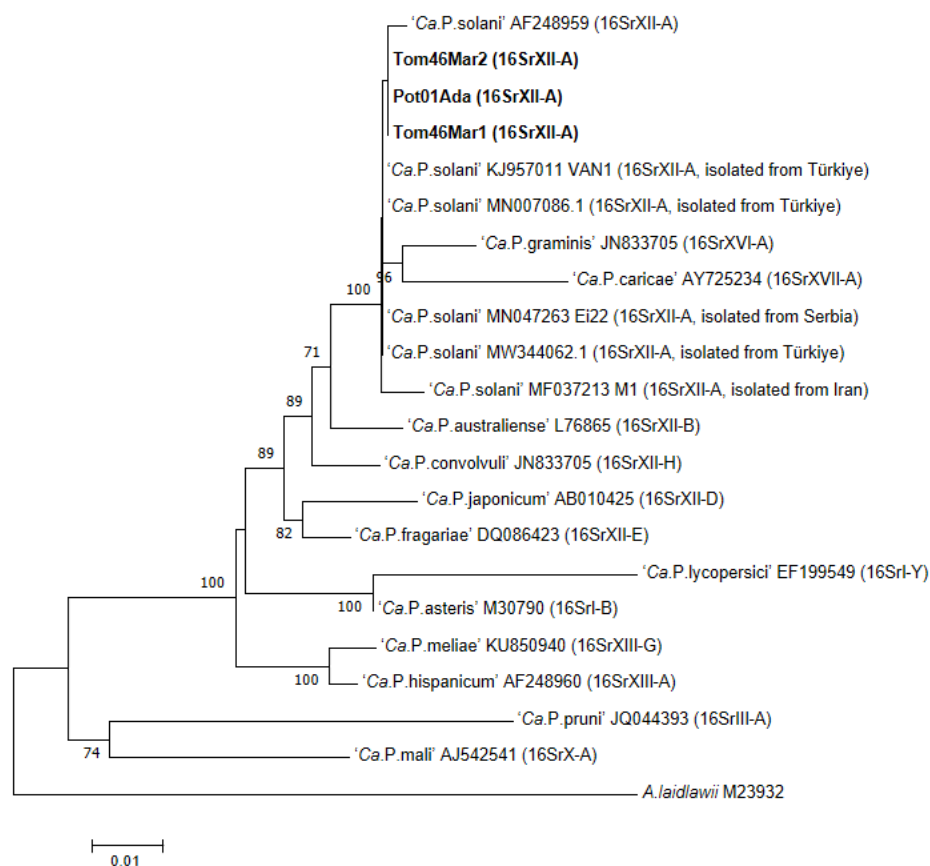 ‘Ca.P.solani’ AF248959 (16SrXII-A)
Tom46Mar2 (16SrXII-A)
Pot01Ada (16SrXII-A)
Tom46Mar1 (16SrXII-A)
‘Ca.P.solani’ KJ957011 VAN1 (16SrXII-A, isolated from Türkiye)
‘Ca.P.solani’ MN007086.1 (16SrXII-A, isolated from Türkiye)
‘Ca.P.graminis’ JN833705 (16SrXVI-A)
96
‘Ca.P.caricae’ AY725234 (16SrXVII-A)
100
‘Ca.P.solani’ MN047263 Ei22 (16SrXII-A, isolated from Serbia)
71
‘Ca.P.solani’ MW344062.1 (16SrXII-A, isolated from Türkiye)
‘Ca.P.solani’ MF037213 M1 (16SrXII-A, isolated from Iran)
89
‘Ca.P.australiense’ L76865 (16SrXII-B)
89
‘Ca.P.convolvuli’ JN833705 (16SrXII-H)
‘Ca.P.japonicum’ AB010425 (16SrXII-D)
82
‘Ca.P.fragariae’ DQ086423 (16SrXII-E)
‘Ca.P.lycopersici’ EF199549 (16SrI-Y)
100
100
‘Ca.P.asteris’ M30790 (16SrI-B)
‘Ca.P.meliae’ KU850940 (16SrXIII-G)
100
‘Ca.P.hispanicum’ AF248960 (16SrXIII-A)
‘Ca.P.pruni’ JQ044393 (16SrIII-A)
74
‘Ca.P.mali’ AJ542541 (16SrX-A)
A.laidlawii M23932
0.01